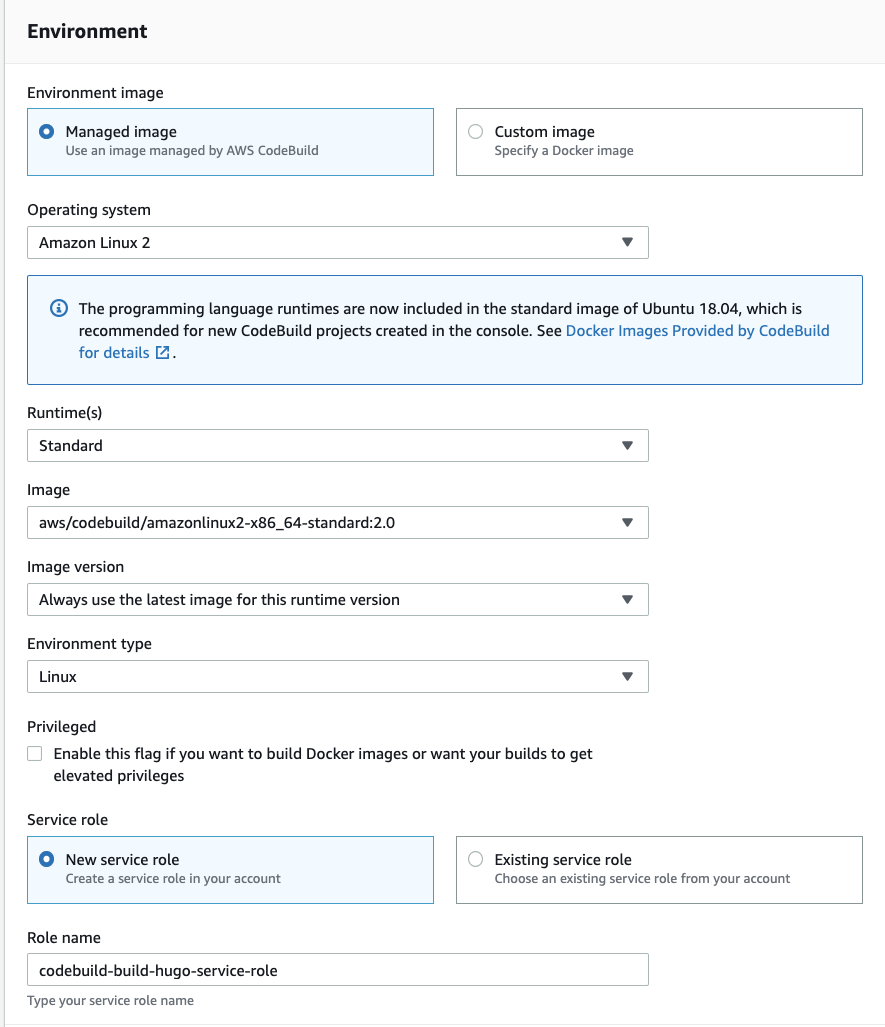 Environment
Environment image
Managed image
Use an image managed by AWS CodeBuild
Custom image
Specify a Docker image
Operating system
Amazon Linux 2
The programming language runtimes are now included in the standard image of Ubuntu 18.04, which is
recommended for new CodeBuild projects created in the console. See Docker Images Provided by CodeBuild
for details .
Runtime(s)
Standard
Image
aws/codebuild/amazonlinux2-x86_64-standard:2.0
Image version
Always use the latest image for this runtime version
Environment type
Linux
Privileged
Enable this flag if you want to build Docker images or want your builds to get
elevated privileges
Service role
New service role
Create a service role in your account
Existing service role
Choose an existing service role from your account
Role name
codebuild-build-hugo-service-role
Type your service role name